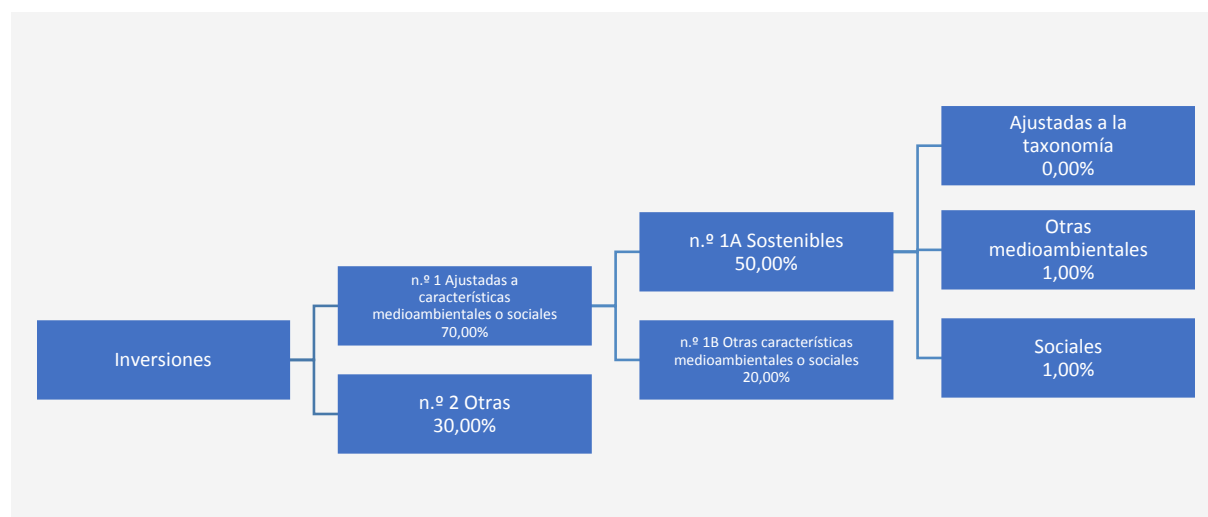 Inversiones
n.º 1 Ajustadas a
características
medioambientales o sociales
70,00%
n.º 2 Otras
30,00%
n.º 1A Sostenibles
50,00%
n.º 1B Otras características
medioambientales o sociales
20,00%
Ajustadas a la
taxonomía
0,00%
Otras
medioambientales
1,00%
Sociales
1,00%